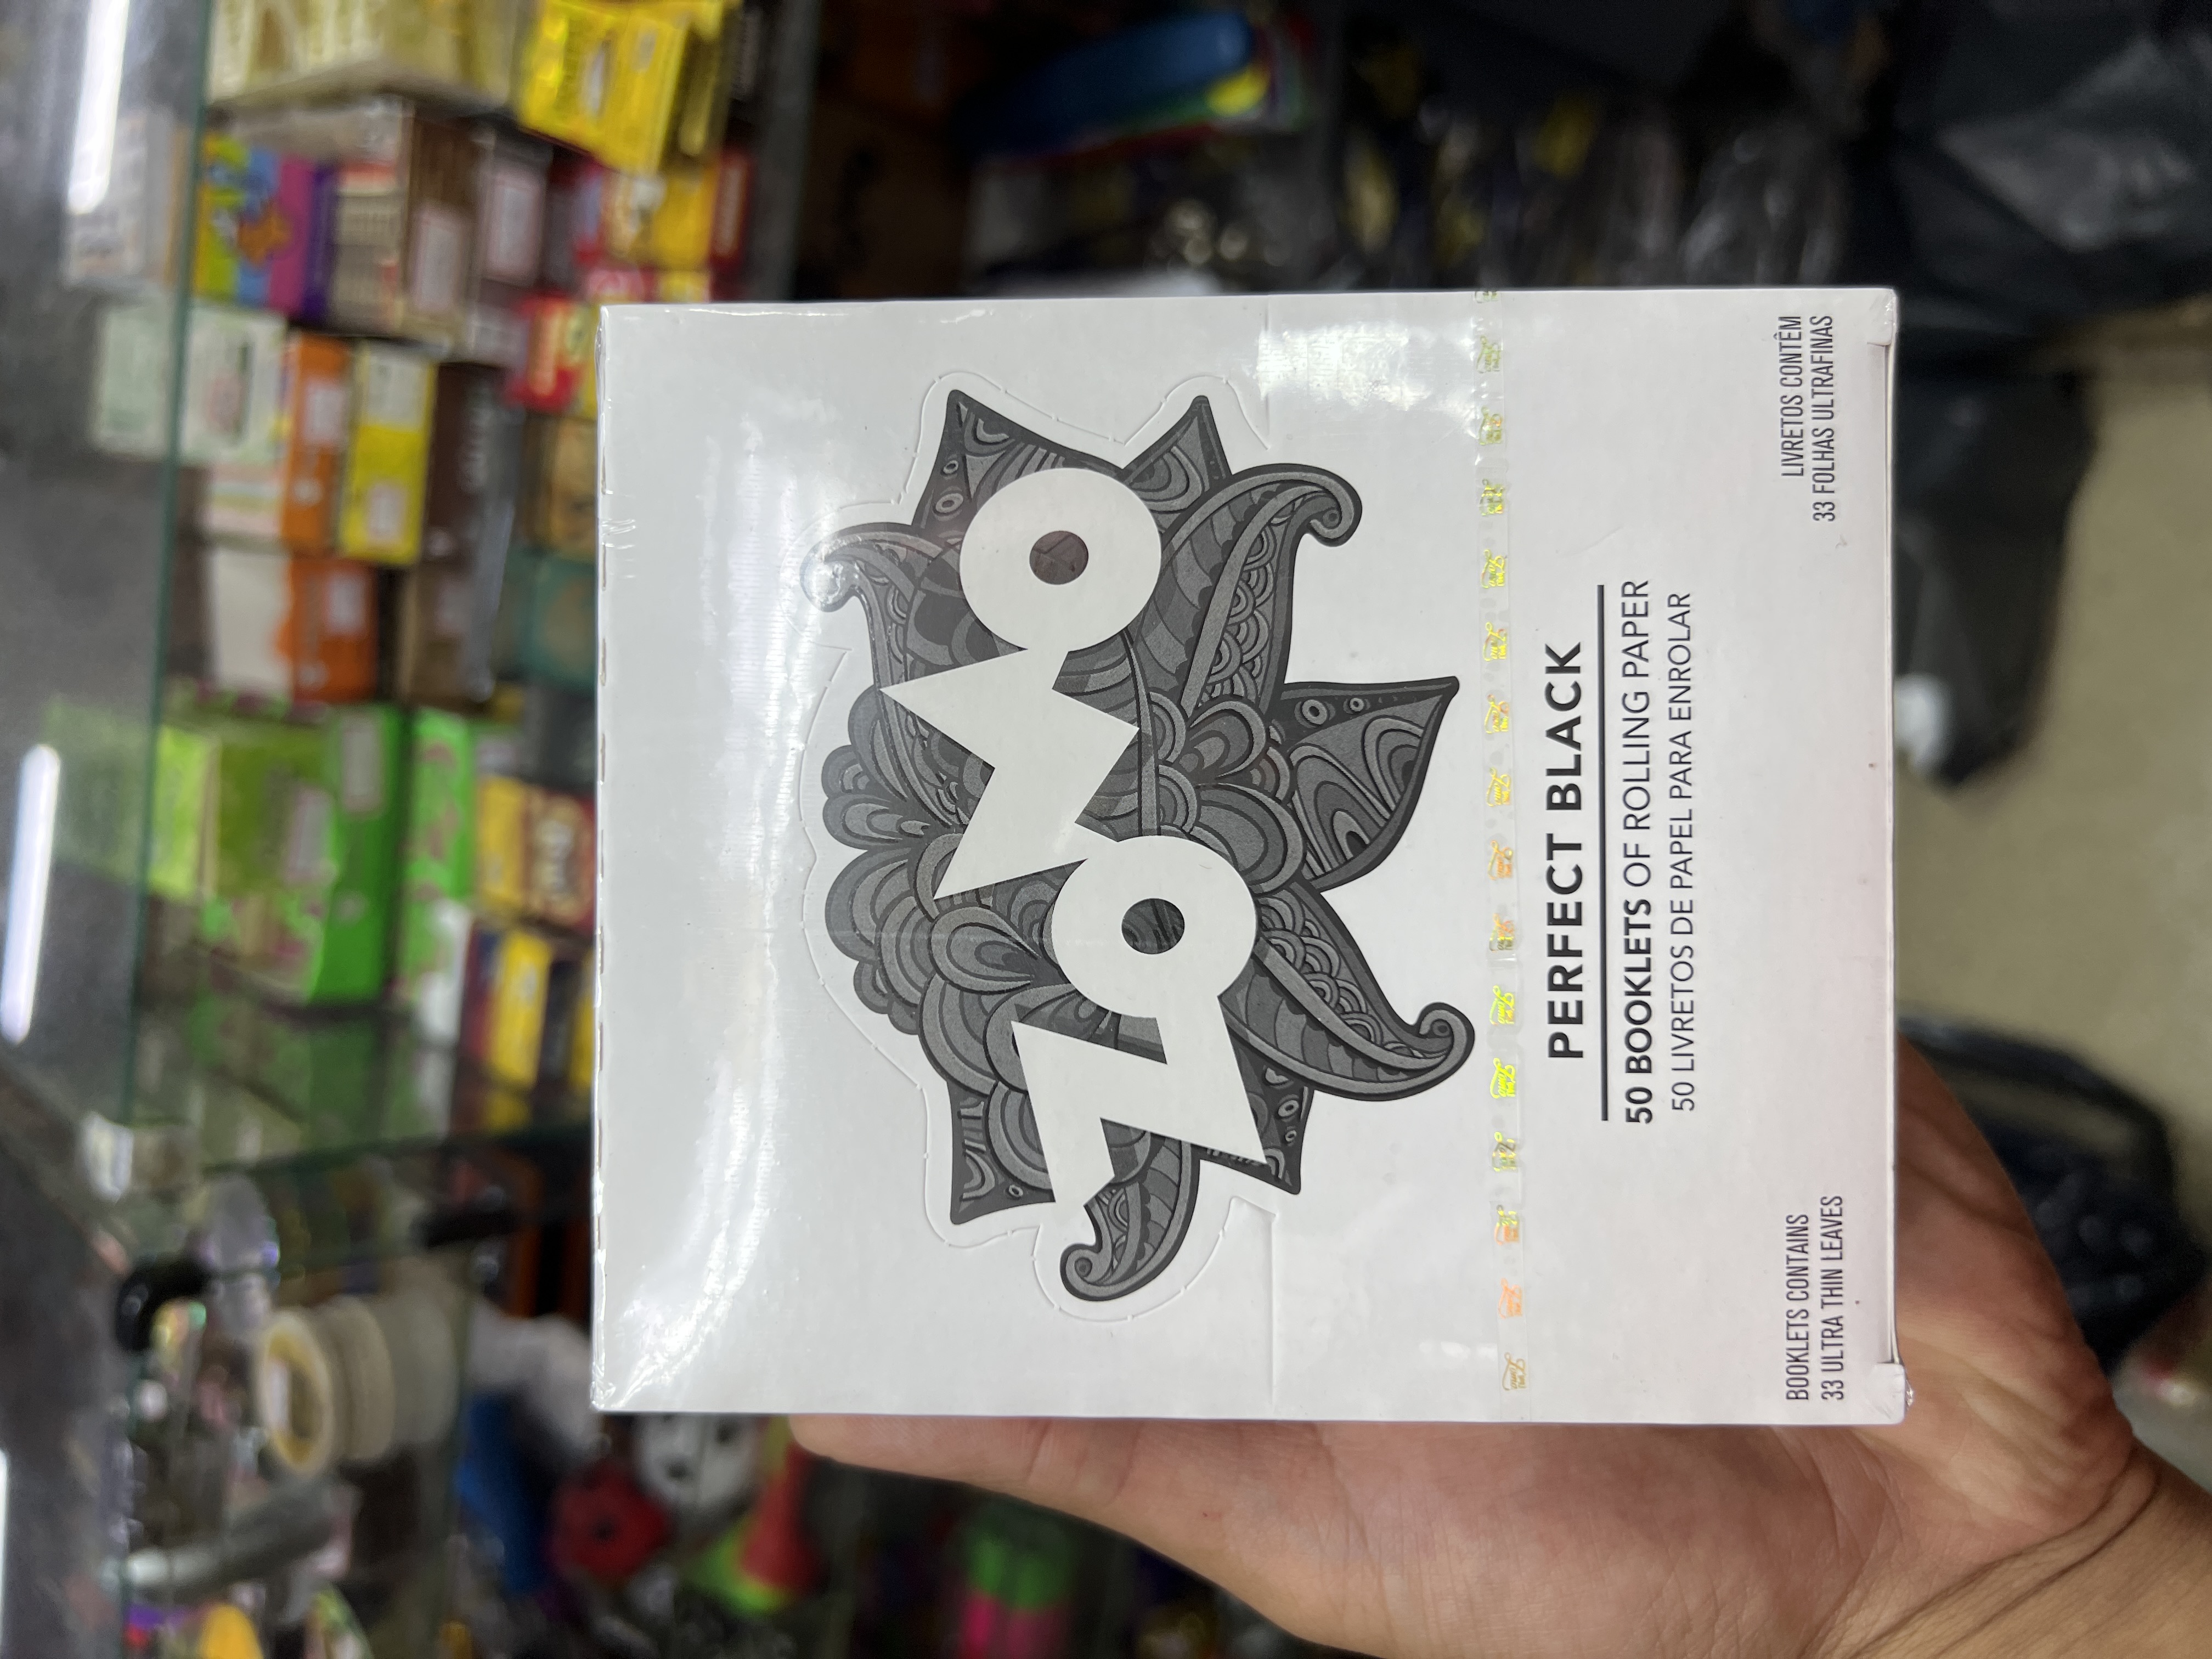 ZoMo
PERFECT BLACK
50 BOOKLETS OF ROLLING PAPER
50 LIVRETOS DE PAPEL PARA ENROLAR
BOOKLETS CONTAINS
33 ULTRA THIN LEAVES
LIVRETOS CONTÊM
33 FOLHAS ULTRAFINAS